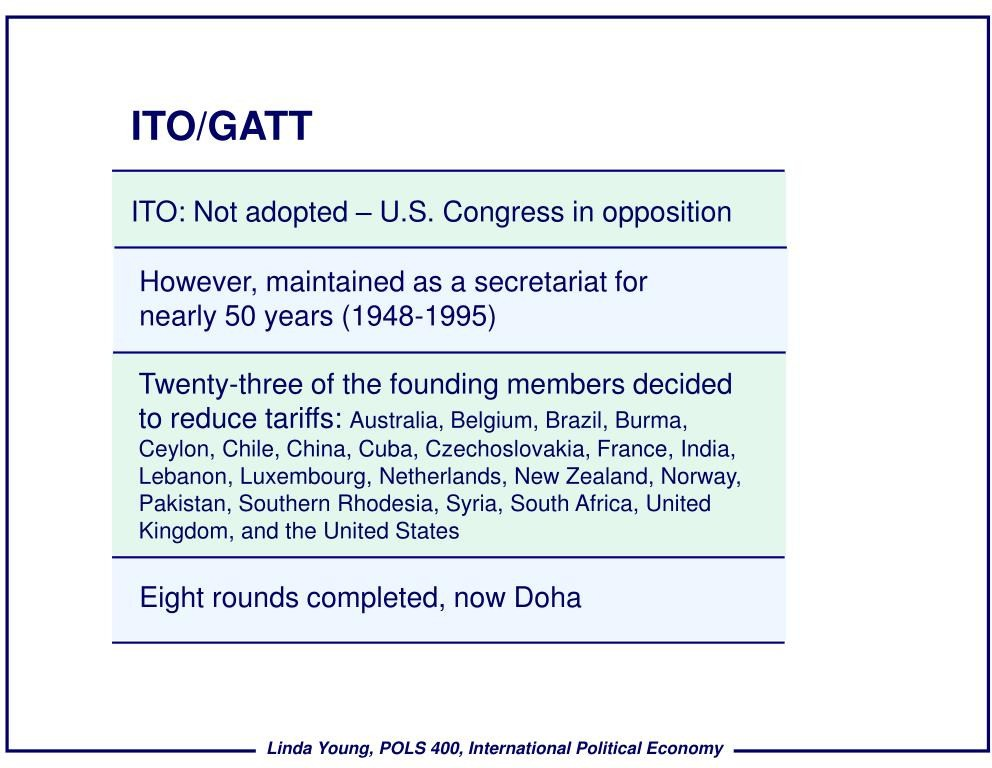 ITO/GATT
ITO: Not adopted – U.S. Congress in opposition
However, maintained as a secretariat for
nearly 50 years (1948-1995)
Twenty-three of the founding members decided
to reduce tariffs: Australia, Belgium, Brazil, Burma,
Ceylon, Chile, China, Cuba, Czechoslovakia, France, India,
Lebanon, Luxembourg, Netherlands, New Zealand, Norway,
Pakistan, Southern Rhodesia, Syria, South Africa, United
Kingdom, and the United States
Eight rounds completed, now Doha
Linda Young, POLS 400, International Political Economy